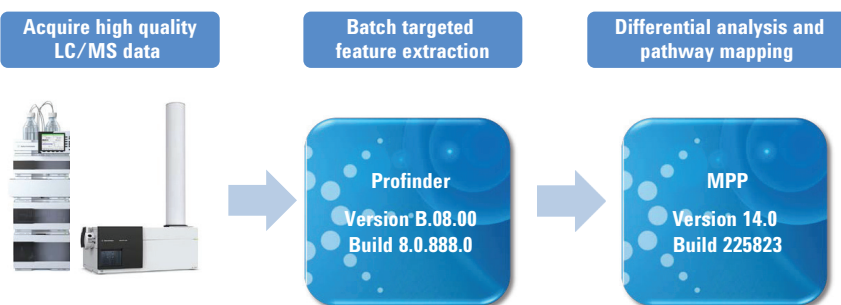 Acquire high quality
LC/MS data
Batch targeted
feature extraction
Differential analysis and
pathway mapping
Profinder
Version B.08.00
Build 8.0.888.0
MPP
Version 14.0
Build 225823